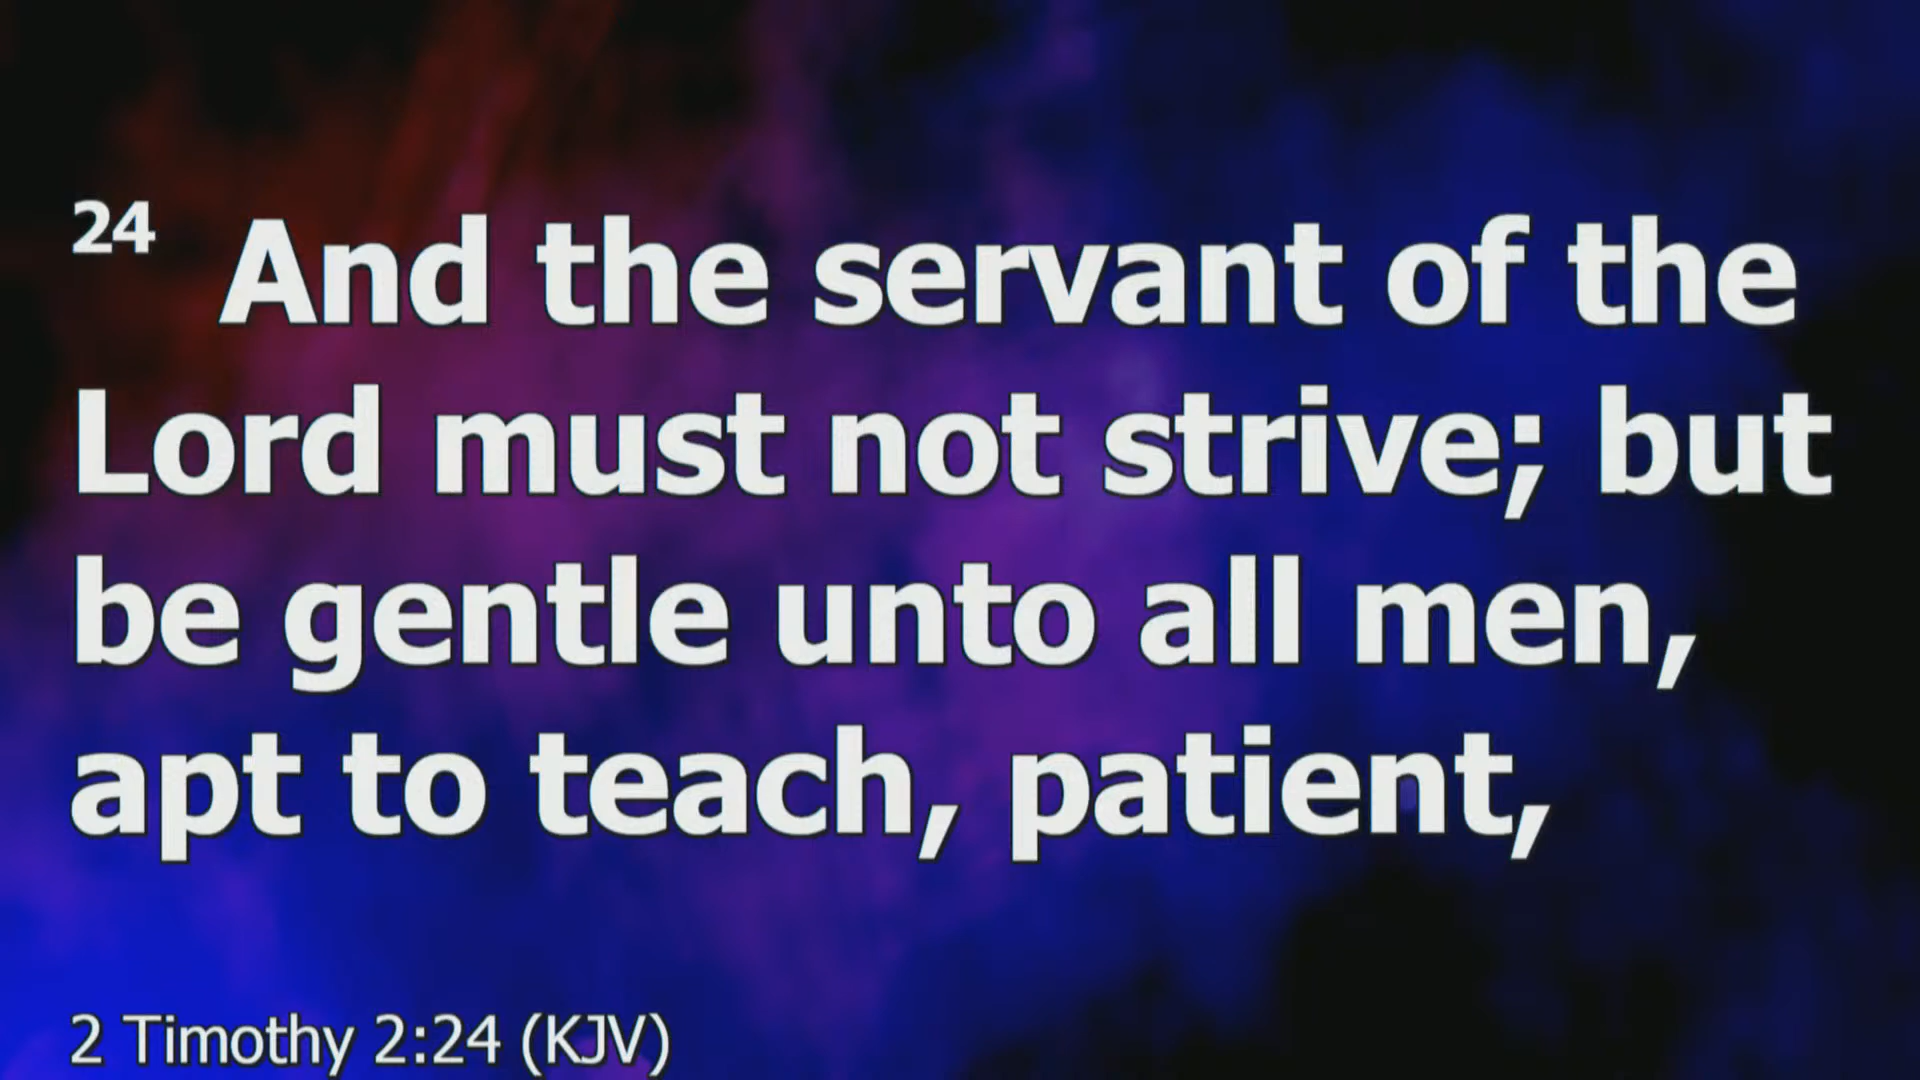 24 And the servant of the
Lord must not strive; but
be gentle unto all men,
apt to teach, patient,
2 Timothy 2:24 (KJV)